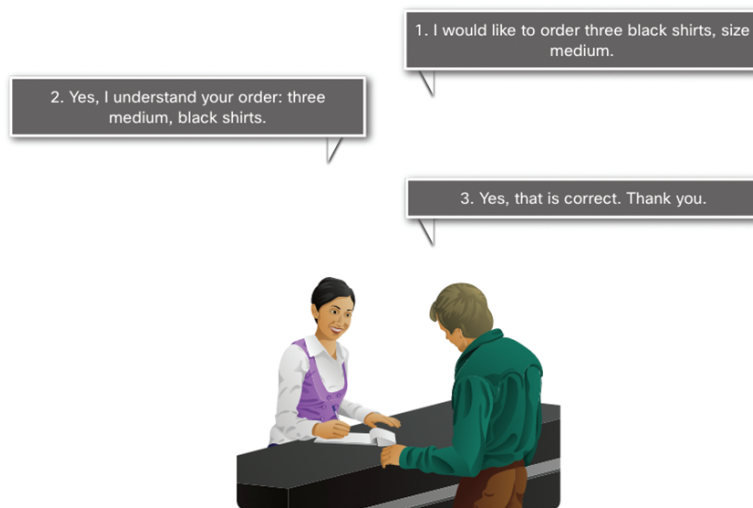 1. I would like to order three black shirts, size
medium.
2. Yes, I understand your order: three
medium, black shirts.
3. Yes, that is correct. Thank you.